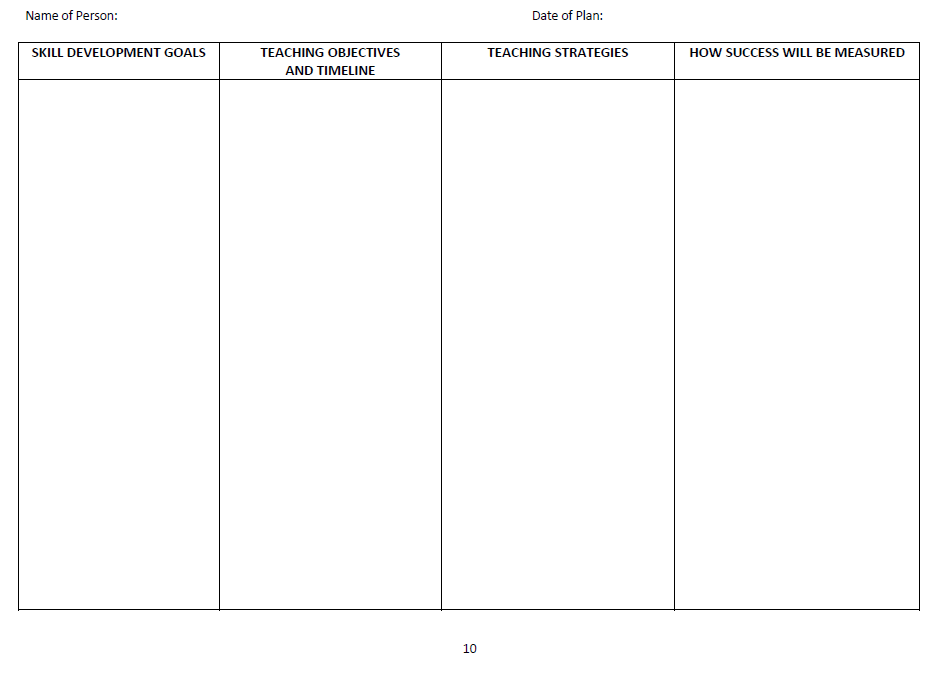 Name of Person: Date of Plan:
SKILL DEVELOPMENT GOALS
TEACHING OBJECTIVES
AND TIMELINE
TEACHING STRATEGIES
HOW SUCCESS WILL BE MEASURED
10